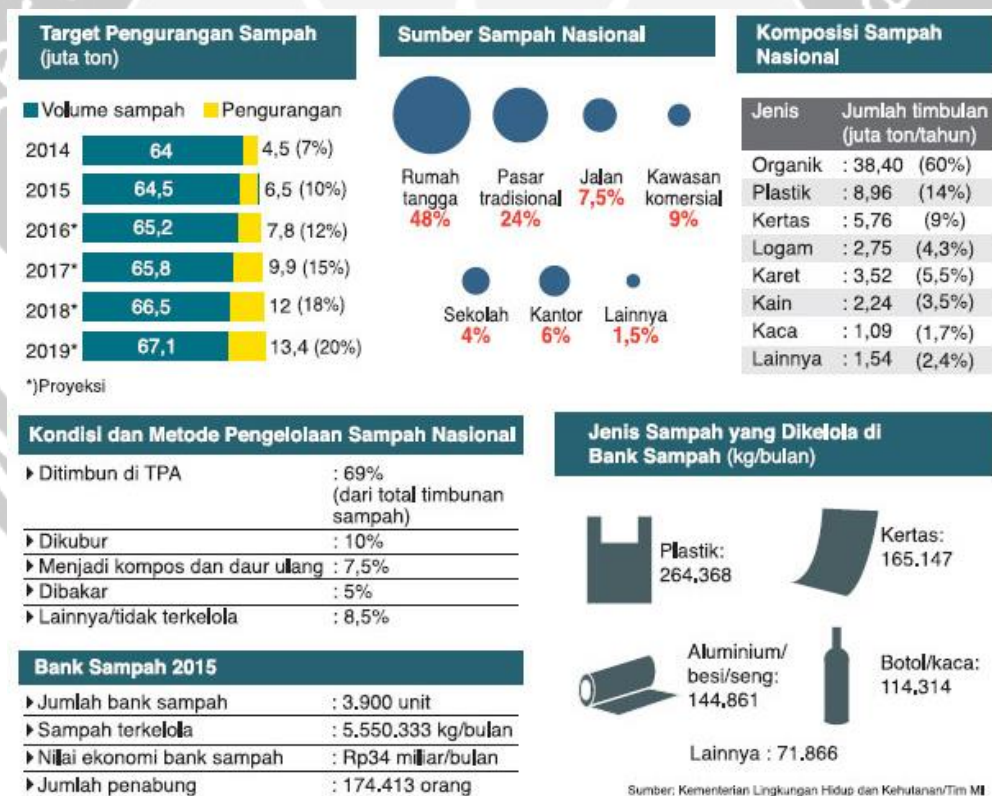 Target Pengurangan Sampah
(juta ton)
Volume sampah Pengurangan
2014 64 4,5 (7%)
2015 64,5 6,5 (10%)
2016* 65,2 7,8 (12%)
2017* 65,8 9,9 (15%)
2018* 66,5 12 (18%)
2019* 67,1 13,4 (20%)
*)Proyeksi
Sumber Sampah Nasional
Rumah tangga
48%
Pasar tradisional
24%
Jalan
7,5%
Kawasan komersial
9%
Sekolah
4%
Kantor
6%
Lainnya
1,5%
Komposisi Sampah
Nasional
Jenis Jumlah timbulan
(juta ton/tahun)
Organik : 38,40 (60%)
Plastik : 8,96 (14%)
Kertas : 5,76 (9%)
Logam : 2,75 (4,3%)
Karet : 3,52 (5,5%)
Kain : 2,24 (3,5%)
Kaca : 1,09 (1,7%)
Lainnya : 1,54 (2,4%)
Kondisi dan Metode Pengelolaan Sampah Nasional
Ditimbun di TPA : 69%
(dari total timbunan
sampah)
Dikubur : 10%
Menjadi kompos dan daur ulang : 7,5%
Dibakar : 5%
Lainnya/tidak terkelola : 8,5%
Bank Sampah 2015
Jumlah bank sampah : 3.900 unit
Sampah terkelola : 5.550.333 kg/bulan
Nilai ekonomi bank sampah : Rp34 miliar/bulan
Jumlah penabung : 174.413 orang
Jenis Sampah yang Dikelola di
Bank Sampah (kg/bulan)
Plastik:
264.368
Kertas:
165.147
Aluminium/
besi/seng:
144.861
Botol/kaca:
114.314
Lainnya : 71.866
Sumber: Kementerian Lingkungan Hidup dan Kehutanan/Tim MI